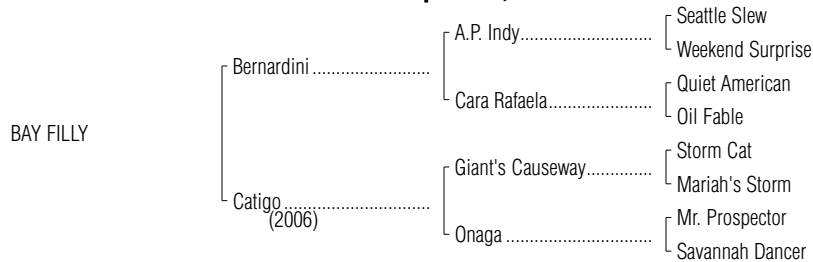 Seattle Slew
A.P. Indy
Weekend Surprise
Bernardini
Quiet American
Cara Rafaela
Oil Fable
BAY FILLY
Storm Cat
Giant's Causeway
Mariah's Storm
Catigo
(2006)
Mr. Prospector
Onaga
Savannah Dancer